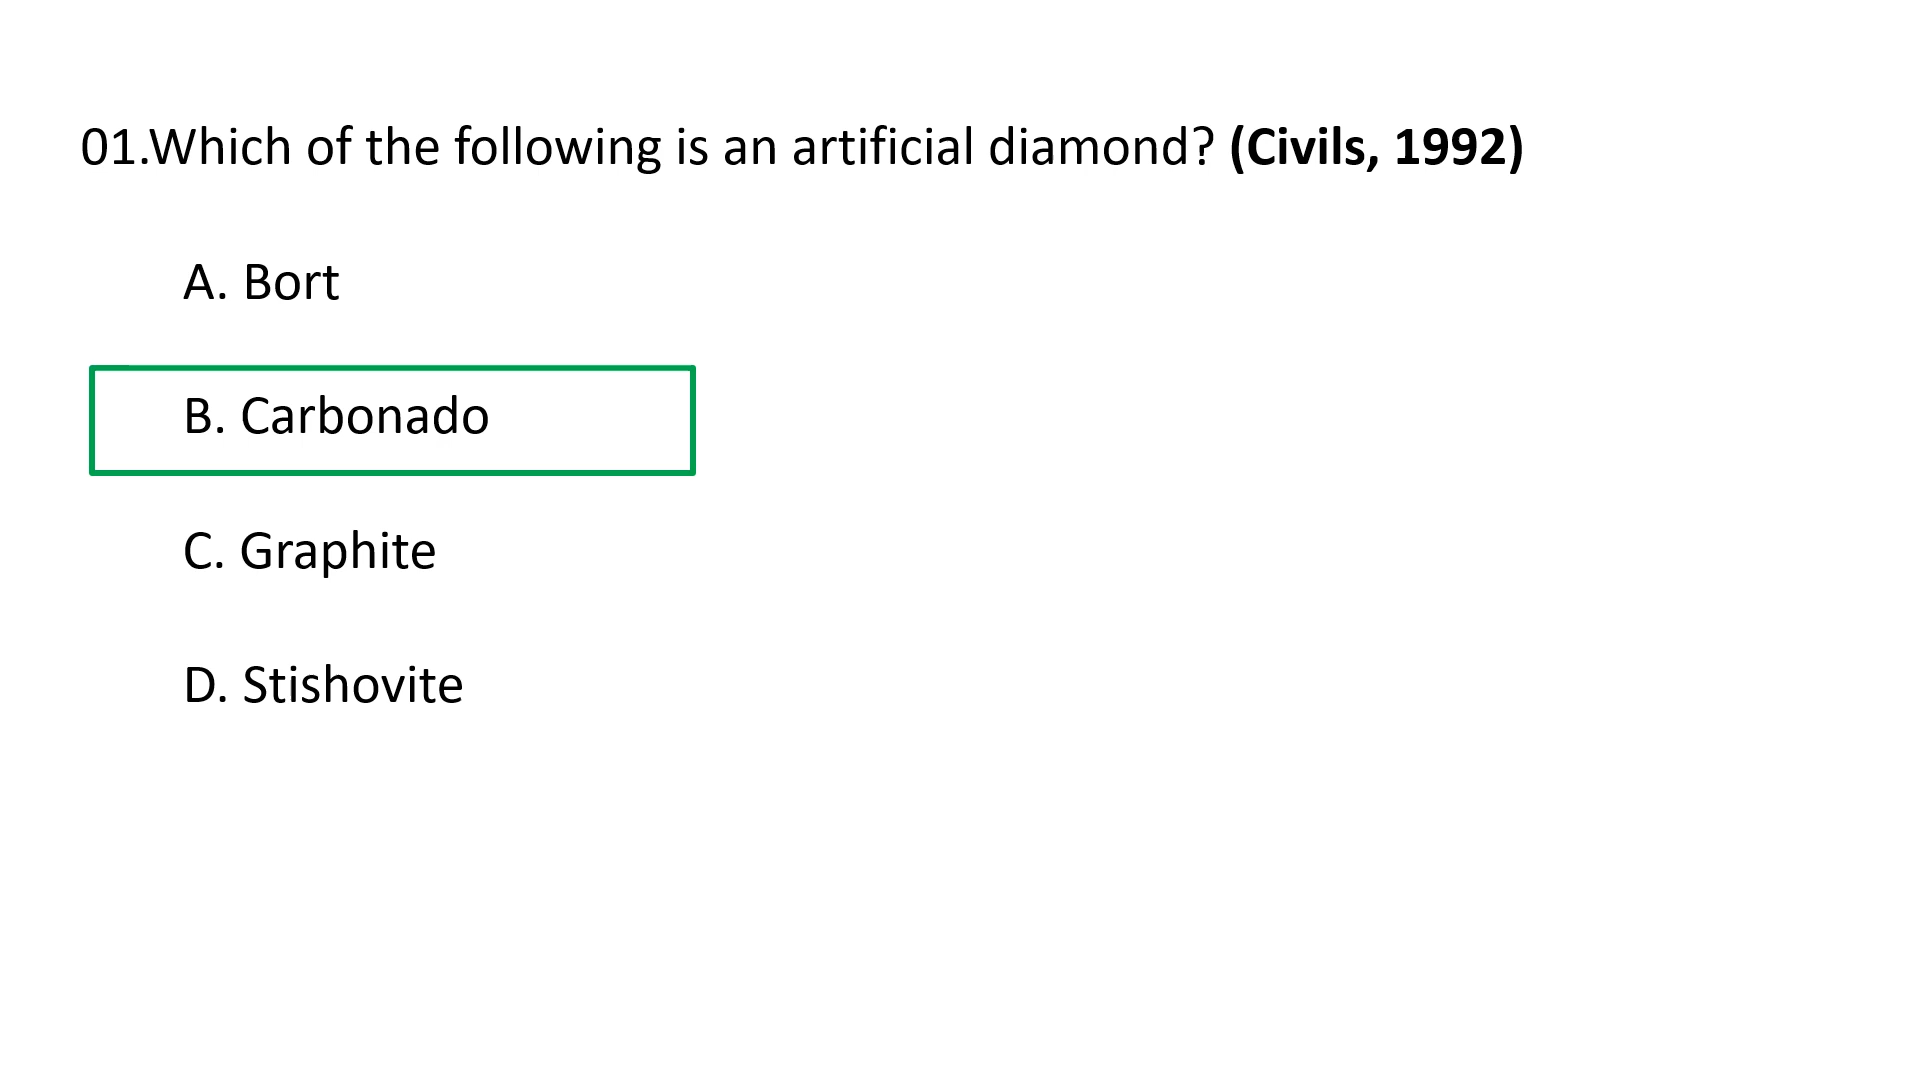 01.Which of the following is an artificial diamond? (Civils, 1992)
A. Bort
B. Carbonado
C. Graphite
D. Stishovite